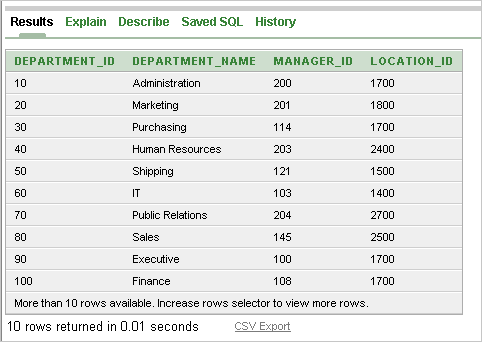 Results Explain Describe Saved SQL History
DEPARTMENT_ID DEPARTMENT_NAME MANAGER_ID LOCATION_ID
10 Administration 200 1700
20 Marketing 201 1800
30 Purchasing 114 1700
40 Human Resources 203 2400
50 Shipping 121 1500
60 IT 103 1400
70 Public Relations 204 2700
80 Sales 145 2500
90 Executive 100 1700
100 Finance 108 1700
More than 10 rows available. Increase rows selector to view more rows.
10 rows returned in 0.01 seconds CSV Export